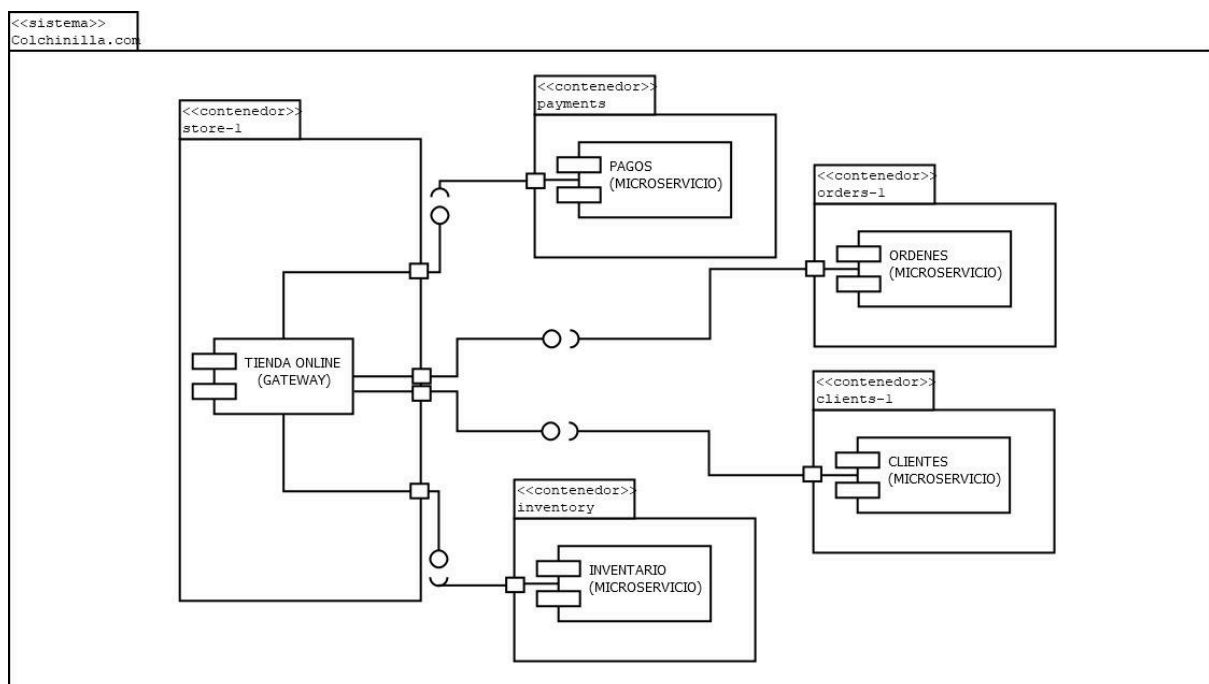 <<sistema>>
Colchinilla.com
<<contenedor>>
store-1
TIENDA ONLINE
(GATEWAY)
<<contenedor>>
payments
PAGOS
(MICROSERVICIO)
<<contenedor>>
orders-1
ORDENES
(MICROSERVICIO)
<<contenedor>>
clients-1
CLIENTES
(MICROSERVICIO)
<<contenedor>>
inventory
INVENTARIO
(MICROSERVICIO)